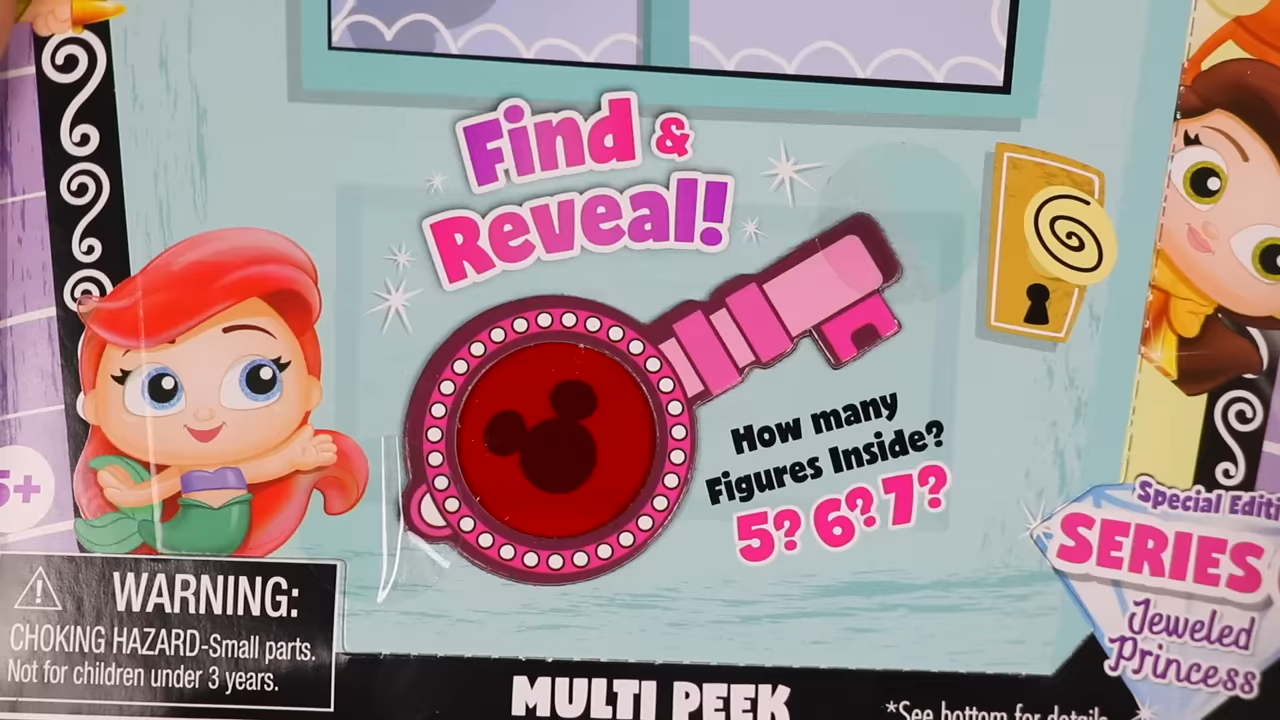 Find &
Reveal!
How many
Figures Inside?
5? 6? 7?
5+
Special Editi
SERIES
Jeweled
Princess
WARNING:
CHOKING HAZARD-Small parts.
Not for children under 3 years.
MULTI PEEK
*See bottom for details